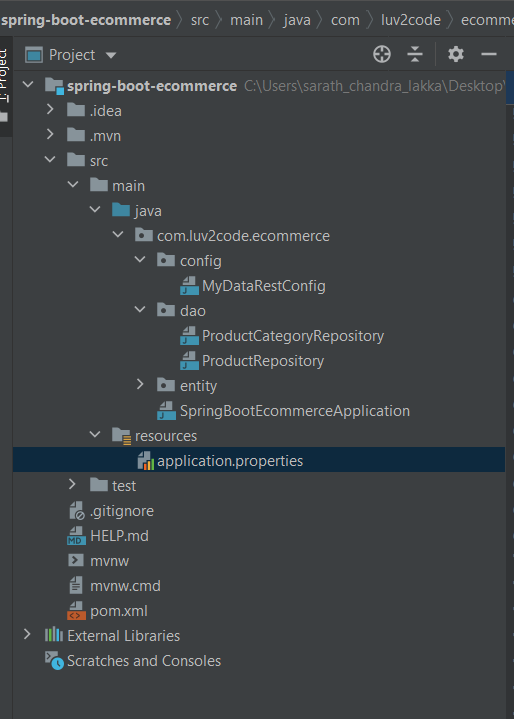 spring-boot-ecommerce > src > main > java > com > luv2code > ecomme
1: Project
Project
spring-boot-ecommerce C:\Users\sarath_chandra_lakka\Desktop\
.idea
.mvn
src
main
java
com.luv2code.ecommerce
config
MyDataRestConfig
dao
ProductCategoryRepository
ProductRepository
entity
SpringBootEcommerceApplication
resources
application.properties
test
.gitignore
HELP.md
mvnw
mvnw.cmd
pom.xml
External Libraries
Scratches and Consoles